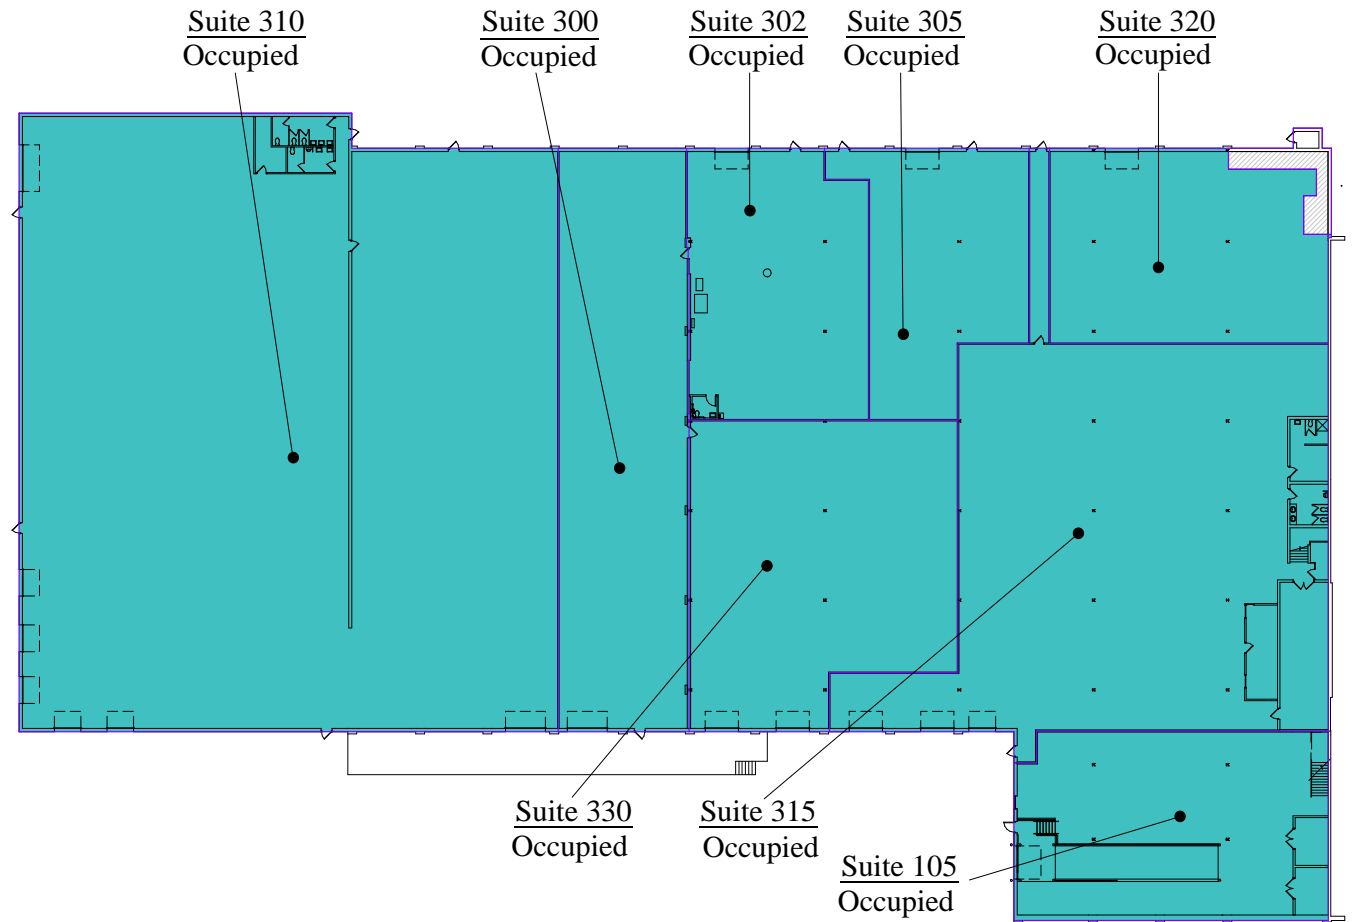 Suite 310
Occupied
Suite 300
Occupied
Suite 302
Occupied
Suite 305
Occupied
Suite 320
Occupied
Suite 330
Occupied
Suite 315
Occupied
Suite 105
Occupied